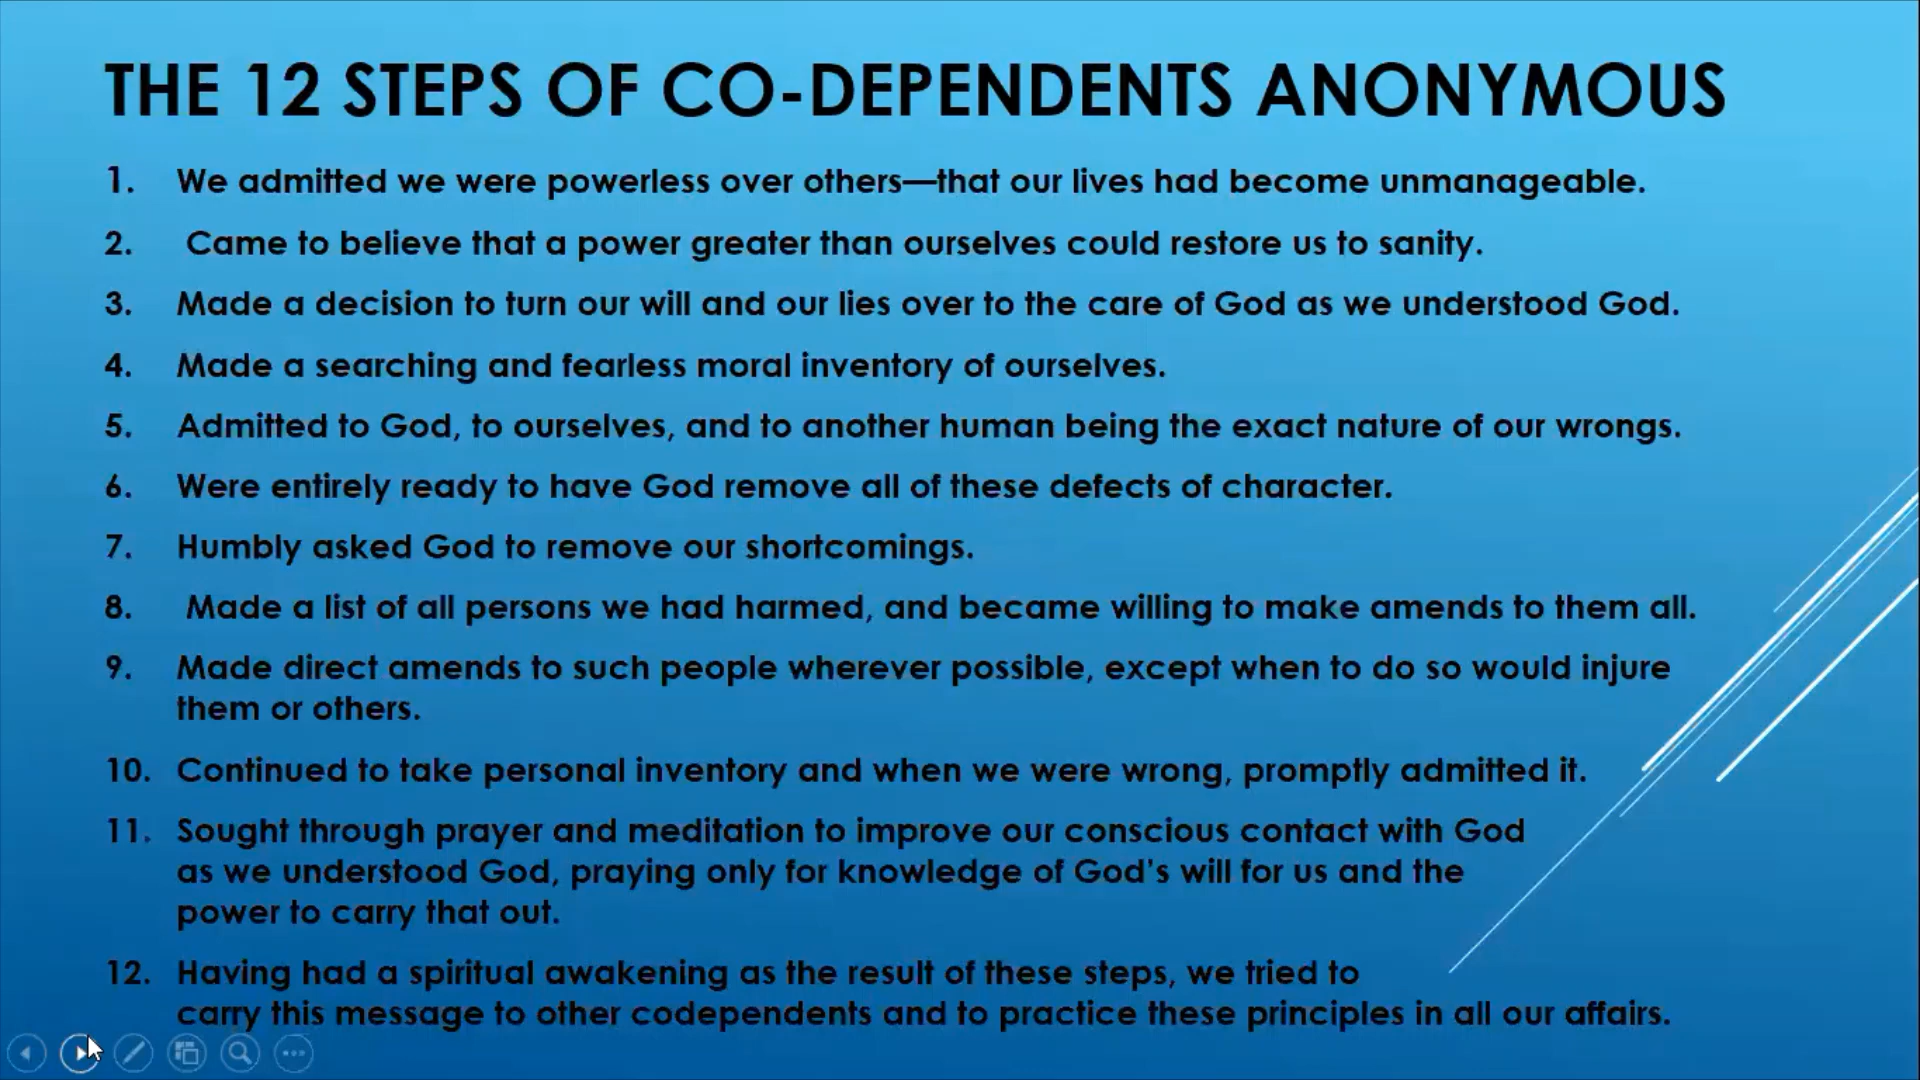 THE 12 STEPS OF CO-DEPENDENTS ANONYMOUS
1. We admitted we were powerless over others—that our lives had become unmanageable.
2. Came to believe that a power greater than ourselves could restore us to sanity.
3. Made a decision to turn our will and our lies over to the care of God as we understood God.
4. Made a searching and fearless moral inventory of ourselves.
5. Admitted to God, to ourselves, and to another human being the exact nature of our wrongs.
6. Were entirely ready to have God remove all of these defects of character.
7. Humbly asked God to remove our shortcomings.
8. Made a list of all persons we had harmed, and became willing to make amends to them all.
9. Made direct amends to such people wherever possible, except when to do so would injure
them or others.
10. Continued to take personal inventory and when we were wrong, promptly admitted it.
11. Sought through prayer and meditation to improve our conscious contact with God
as we understood God, praying only for knowledge of God's will for us and the
power to carry that out.
12. Having had a spiritual awakening as the result of these steps, we tried to
carry this message to other codependents and to practice these principles in all our affairs.